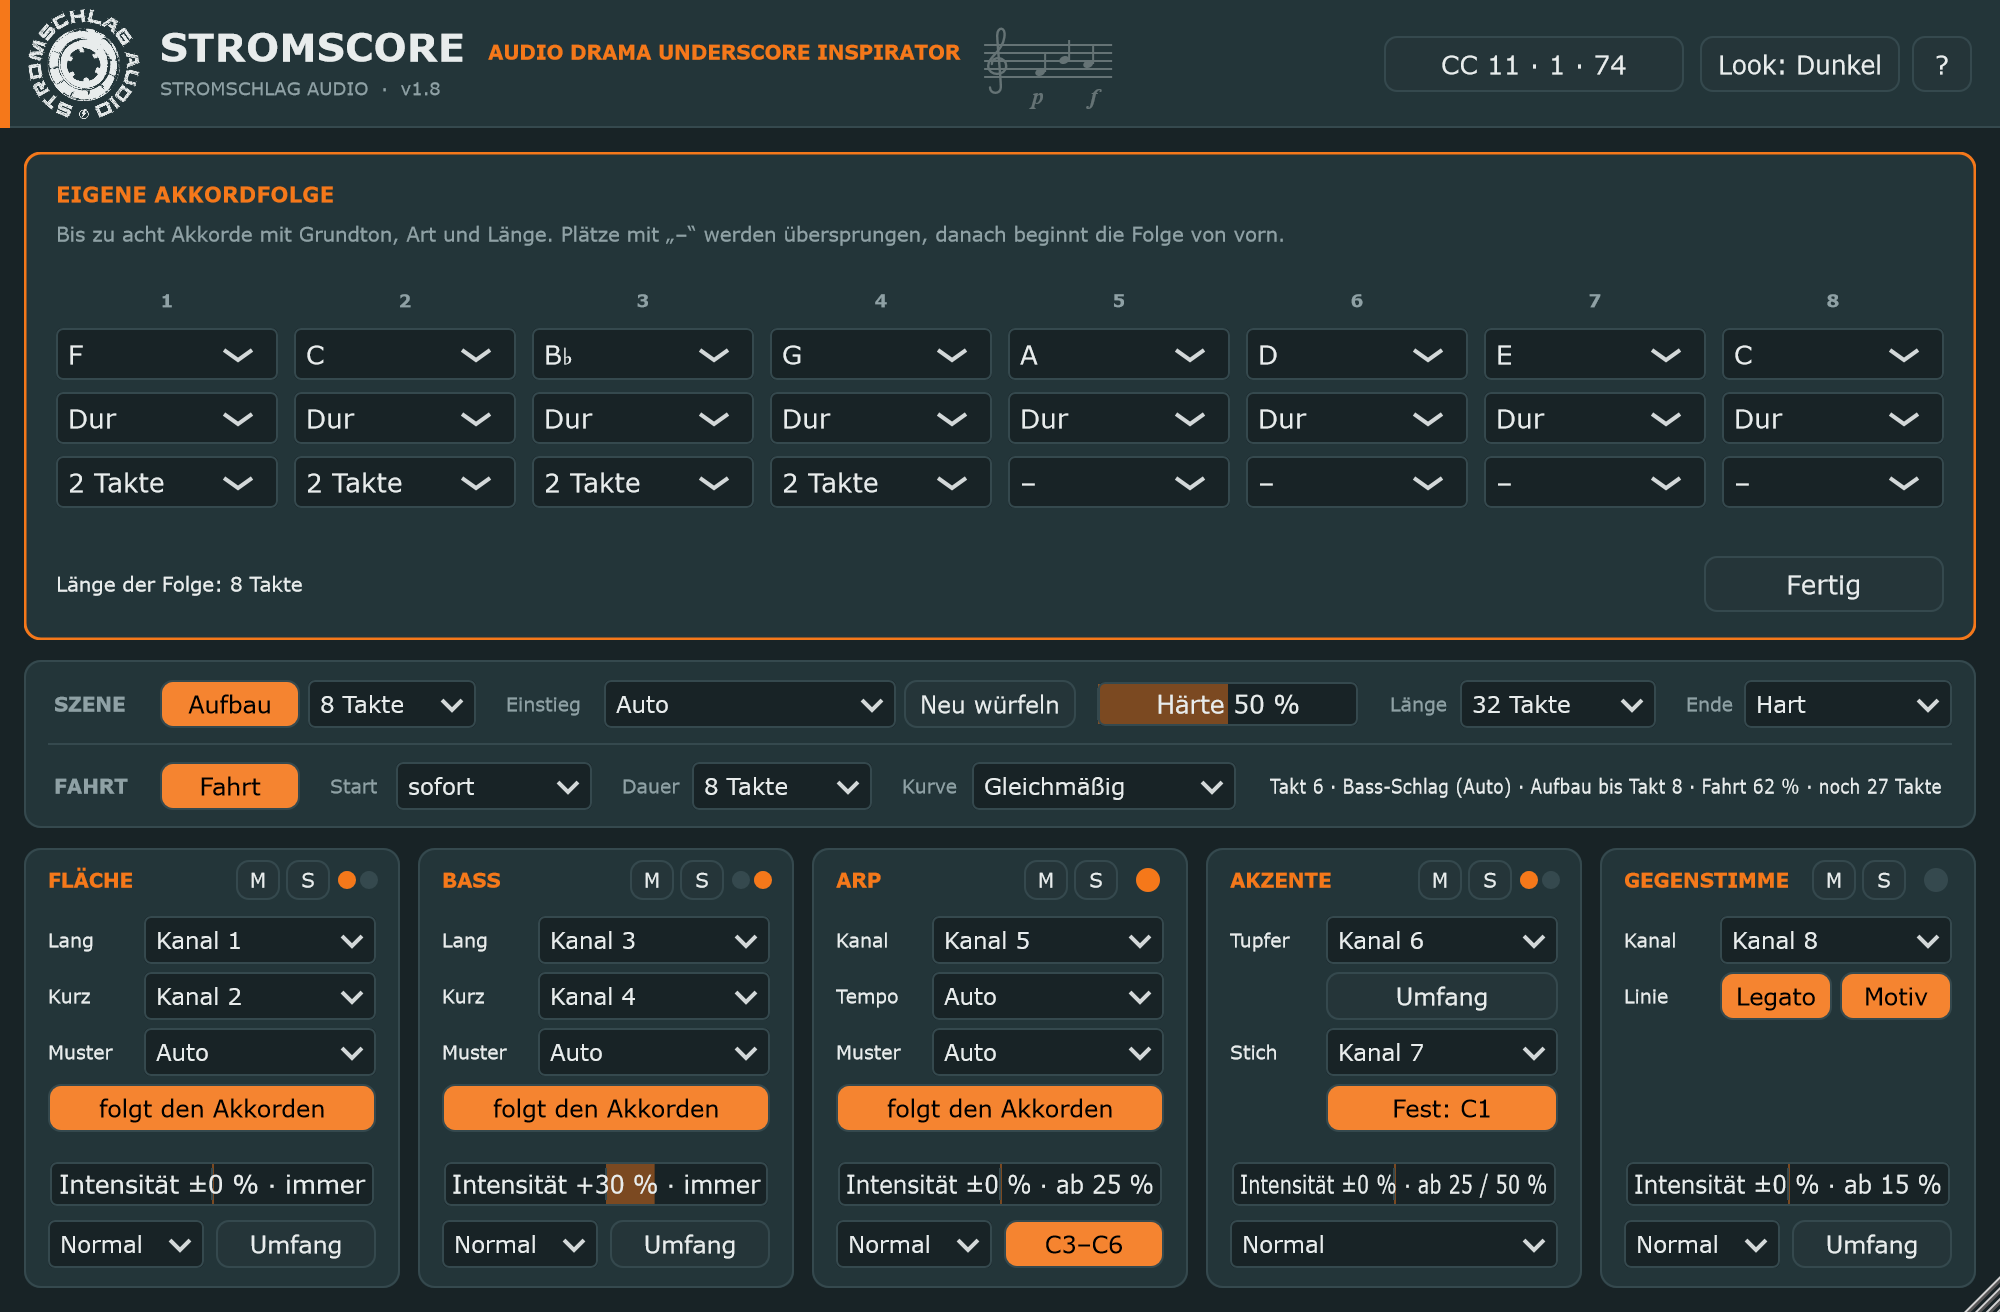 STROMSCHLAG AUDIO
STROMSCORE
AUDIO DRAMA UNDERSCORE INSPIRATOR
STROMSCHLAG AUDIO · v1.8
p f
CC 11 · 1 · 74
Look: Dunkel
?
EIGENE AKKORDFOLGE
Bis zu acht Akkorde mit Grundton, Art und Länge. Plätze mit „–“ werden übersprungen, danach beginnt die Folge von vorn.
1 2 3 4 5 6 7 8
F C B♭ G A D E C
Dur Dur Dur Dur Dur Dur Dur Dur
2 Takte 2 Takte 2 Takte 2 Takte – – – –
Länge der Folge: 8 Takte
Fertig
SZENE Aufbau 8 Takte Einstieg Auto Neu würfeln Härte 50 % Länge 32 Takte Ende Hart
FAHRT Fahrt Start sofort Dauer 8 Takte Kurve Gleichmäßig Takt 6 · Bass-Schlag (Auto) · Aufbau bis Takt 8 · Fahrt 62 % · noch 27 Takte
FLÄCHE M S
Lang Kanal 1
Kurz Kanal 2
Muster Auto
folgt den Akkorden
Intensität ±0 % · immer
Normal Umfang
BASS M S
Lang Kanal 3
Kurz Kanal 4
Muster Auto
folgt den Akkorden
Intensität +30 % · immer
Normal Umfang
ARP M S
Kanal Kanal 5
Tempo Auto
Muster Auto
folgt den Akkorden
Intensität ±0 % · ab 25 %
Normal C3–C6
AKZENTE M S
Tupfer Kanal 6
Umfang
Stich Kanal 7
Fest: C1
Intensität ±0 % · ab 25 / 50 %
Normal
GEGENSTIMME M S
Kanal Kanal 8
Linie Legato Motiv
Intensität ±0 % · ab 15 %
Normal Umfang